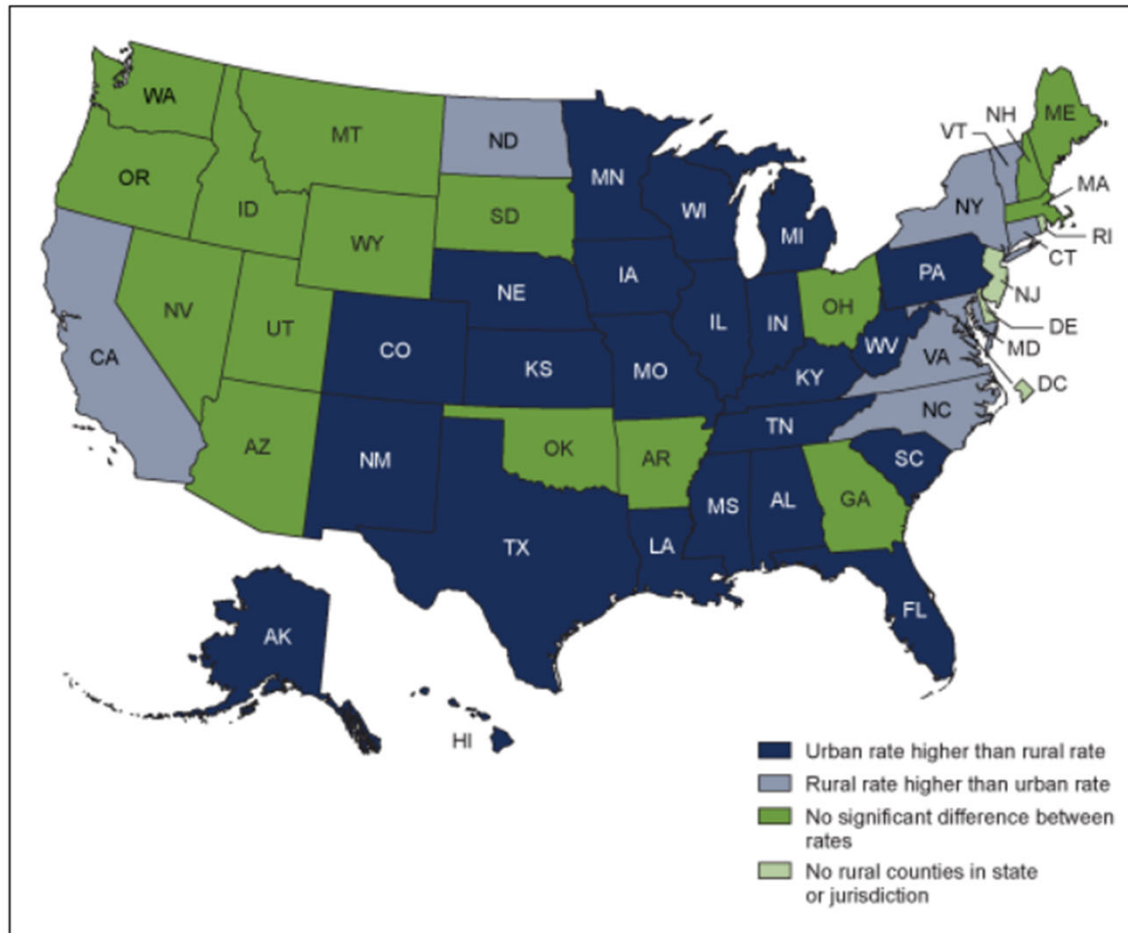 WA
MT
ND
MN
VT
NH
ME
OR
ID
SD
WI
MI
NY
MA
WY
RI
CT
IA
PA
NE
NJ
NV
UT
OH
IL
IN
DE
CA
CO
WV
MD
KS
MO
VA
KY
DC
NC
TN
AZ
NM
OK
AR
SC
MS
AL
GA
TX
LA
FL
AK
HI
Urban rate higher than rural rate
Rural rate higher than urban rate
No significant difference between
rates
No rural counties in state
or jurisdiction